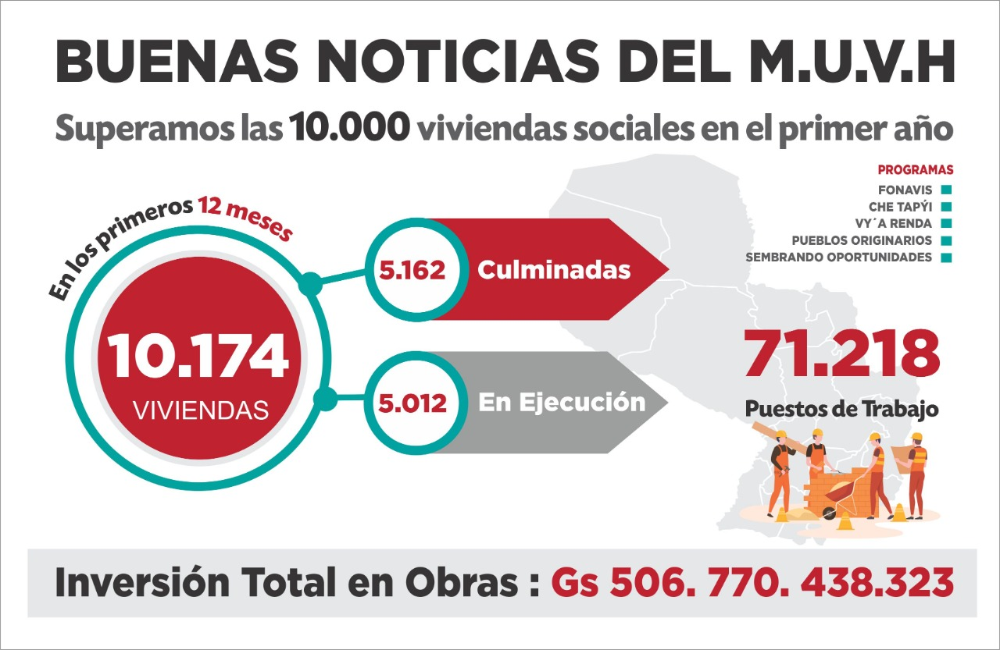 BUENAS NOTICIAS DEL M.U.V.H
Superamos las 10.000 viviendas sociales en el primer año
PROGRAMAS
FONAVIS
CHE TAPÝI
VY´A RENDA
PUEBLOS ORIGINARIOS
SEMBRANDO OPORTUNIDADES
En los primeros 12 meses
10.174
VIVIENDAS
5.162 Culminadas
5.012 En Ejecución
71.218
Puestos de Trabajo
Inversión Total en Obras : Gs 506. 770. 438.323